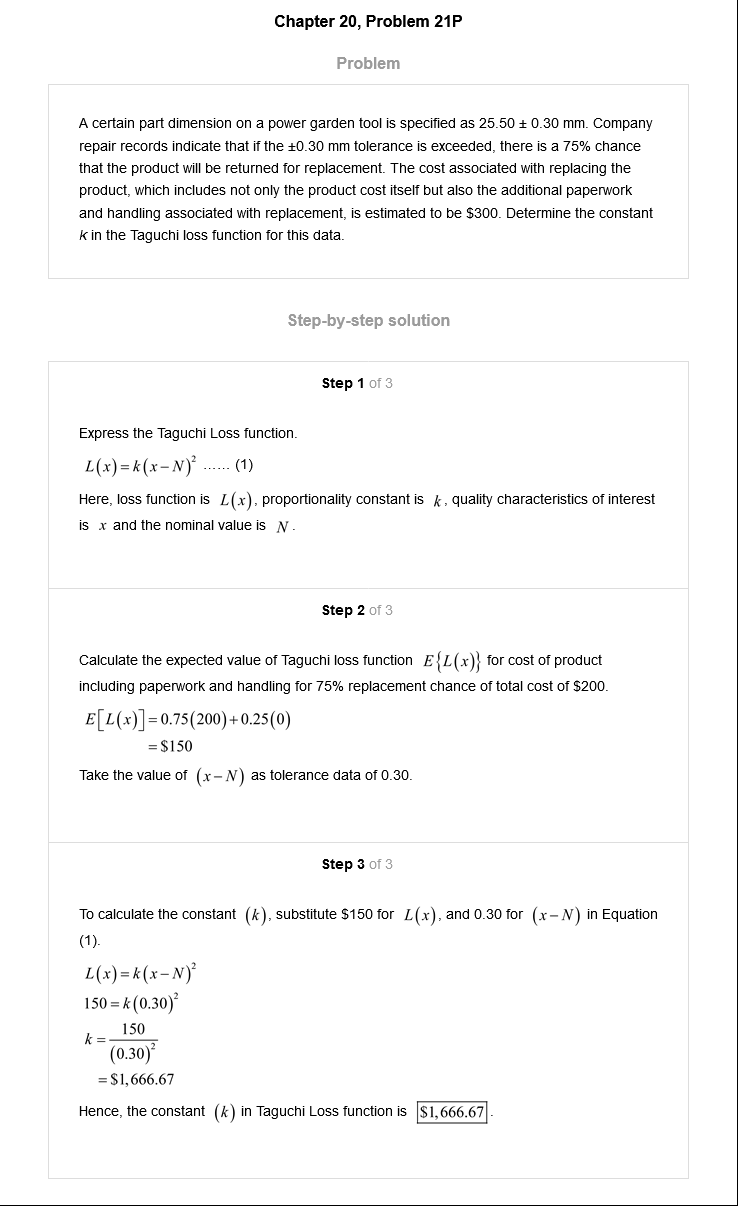 Chapter 20, Problem 21P
Problem
A certain part dimension on a power garden tool is specified as 25.50 ± 0.30 mm. Company
repair records indicate that if the ±0.30 mm tolerance is exceeded, there is a 75% chance
that the product will be returned for replacement. The cost associated with replacing the
product, which includes not only the product cost itself but also the additional paperwork
and handling associated with replacement, is estimated to be $300. Determine the constant
k in the Taguchi loss function for this data.
Step-by-step solution
Step 1 of 3
Express the Taguchi Loss function.
L(x)=k(x−N)² ...... (1)
Here, loss function is L(x), proportionality constant is k, quality characteristics of interest
is x and the nominal value is N.
Step 2 of 3
Calculate the expected value of Taguchi loss function E{L(x)} for cost of product
including paperwork and handling for 75% replacement chance of total cost of $200.
E[L(x)]=0.75(200)+0.25(0)
=$150
Take the value of (x−N) as tolerance data of 0.30.
Step 3 of 3
To calculate the constant (k), substitute $150 for L(x), and 0.30 for (x−N) in Equation
(1).
L(x)=k(x−N)²
150=k(0.30)²
k=150/(0.30)²
=$1,666.67
Hence, the constant (k) in Taguchi Loss function is $1,666.67.